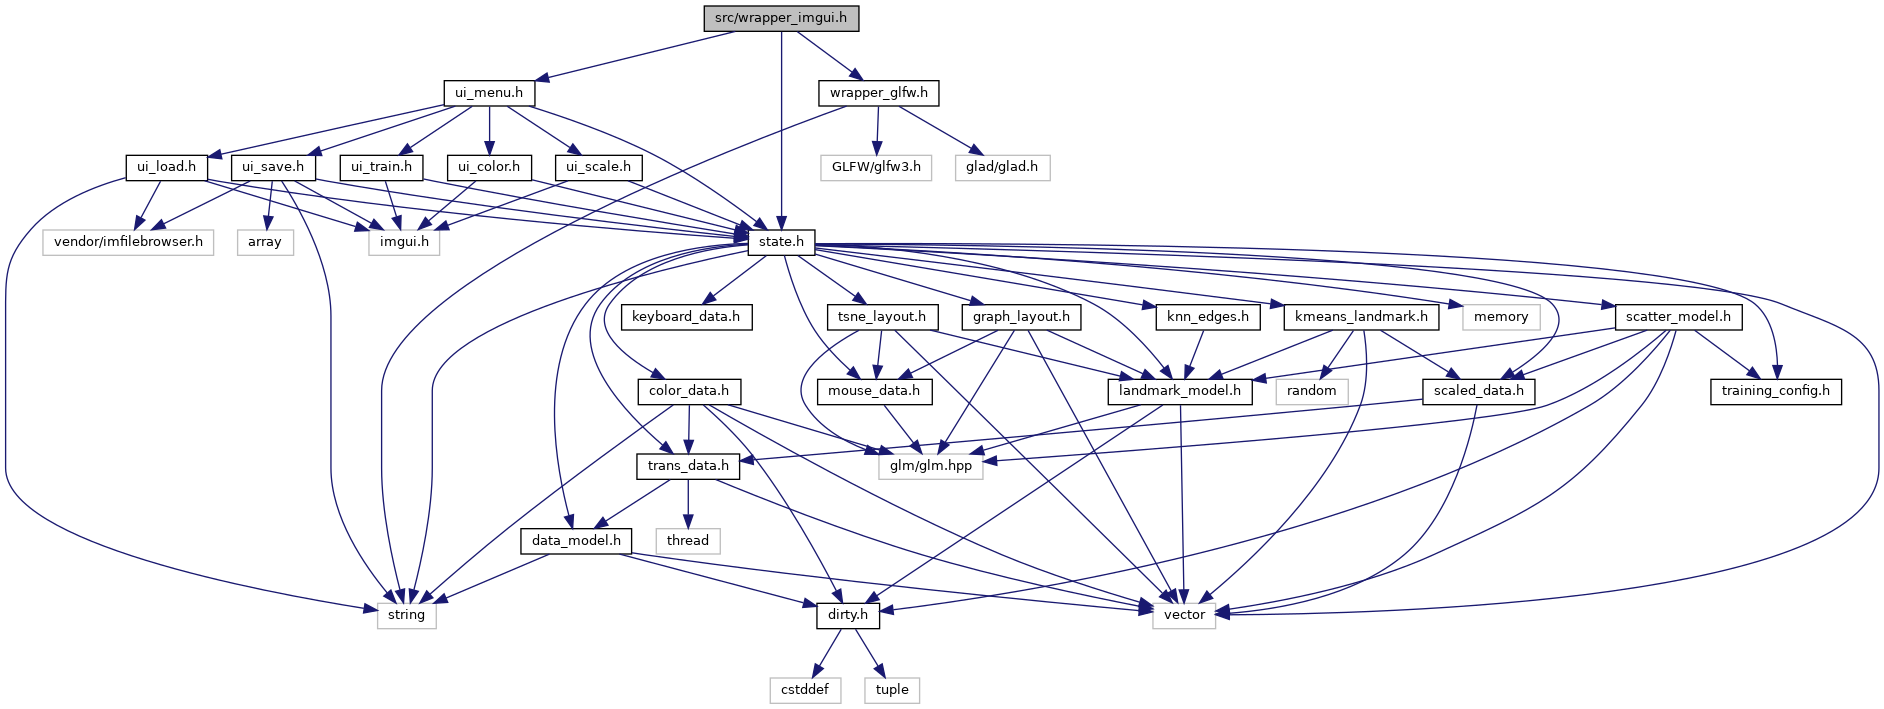 src/wrapper_imgui.h
ui_menu.h
wrapper_glfw.h
ui_load.h
ui_save.h
ui_train.h
ui_color.h
ui_scale.h
GLFW/glfw3.h
glad/glad.h
vendor/imfilebrowser.h
array
imgui.h
state.h
keyboard_data.h
tsne_layout.h
graph_layout.h
knn_edges.h
kmeans_landmark.h
memory
scatter_model.h
color_data.h
mouse_data.h
landmark_model.h
random
scaled_data.h
training_config.h
trans_data.h
glm/glm.hpp
data_model.h
thread
string
dirty.h
vector
cstddef
tuple